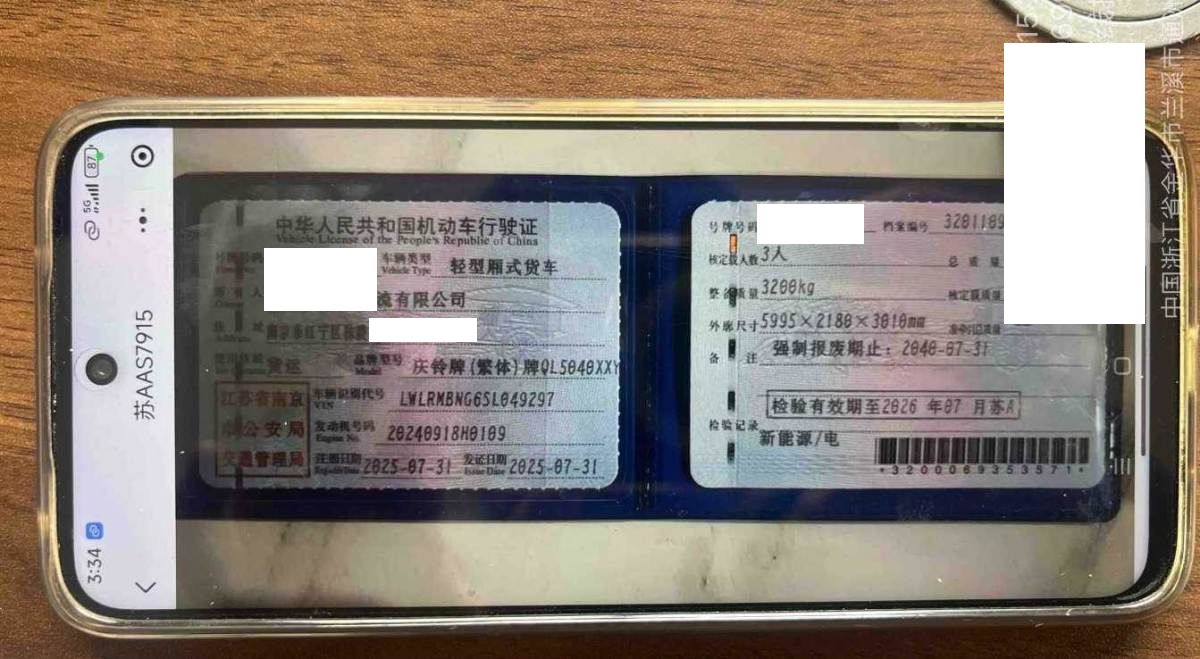 中华人民共和国机动车行驶证
Vehicle License of the People's Republic of China
车辆类型 轻型厢式货车
Vehicle Type
流有限公司
货运 品牌型号 庆铃牌(繁体)牌QL5040XXY
Model
江苏省南京
车辆识别代号 LWLRMBNG6SL049297
VIN
市公安局
发动机号码 20240918H0109
Engine No.
交通管理局
注册日期 2025-07-31 发证日期 2025-07-31
Issue Date
号牌号码 档案编号 3201109
核定载人数 3人 总质量
整备质量 3200kg 核定载质量
外廓尺寸 5995×2180×3010mm
备注 强制报废期止: 2040-07-31
检验有效期至2026 年07 月苏A
检验记录
新能源/电
*3200069353571*
苏AAS7915
3:34
5G
87
15
中国浙江省金华市兰溪市